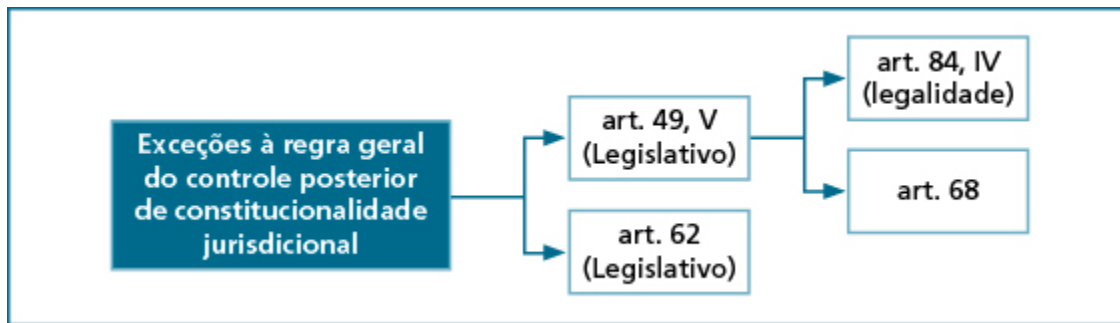 Exceções à regra geral
do controle posterior
de constitucionalidade
jurisdicional
art. 49, V
(Legislativo)
art. 62
(Legislativo)
art. 84, IV
(legalidade)
art. 68